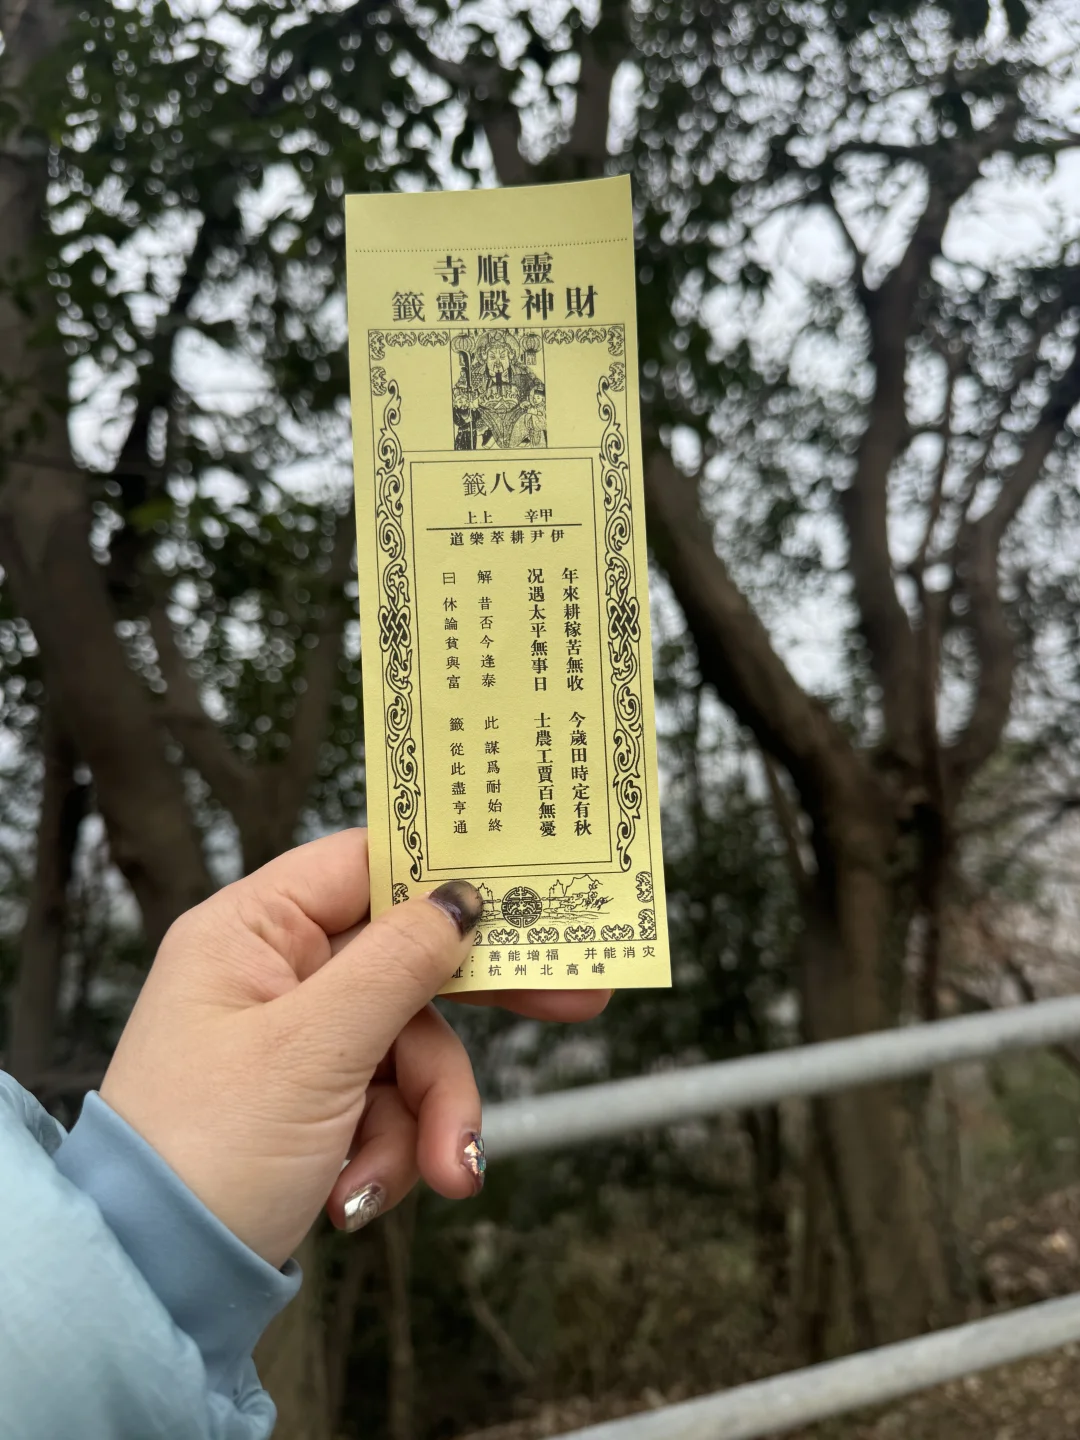 靈順寺
財神殿靈籤
第八籤
甲辛　上上
伊尹耕莘樂道
年來耕稼苦無收　今歲田時定有秋
况遇太平無事日　士農工賈百無憂
解　昔否今逢泰　此　謀爲耐始終
曰　休論貧與富　籤　從此盡亨通
：善能增福　并能消灾
址：杭州北高峰